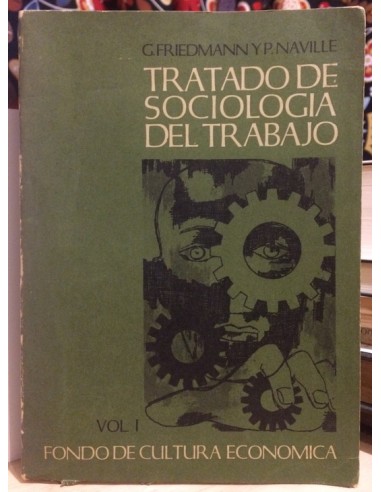 G. FRIEDMANN Y P. NAVILLE
TRATADO DE
SOCIOLOGIA
DEL TRABAJO
VOL. I
FONDO DE CULTURA ECONOMICA